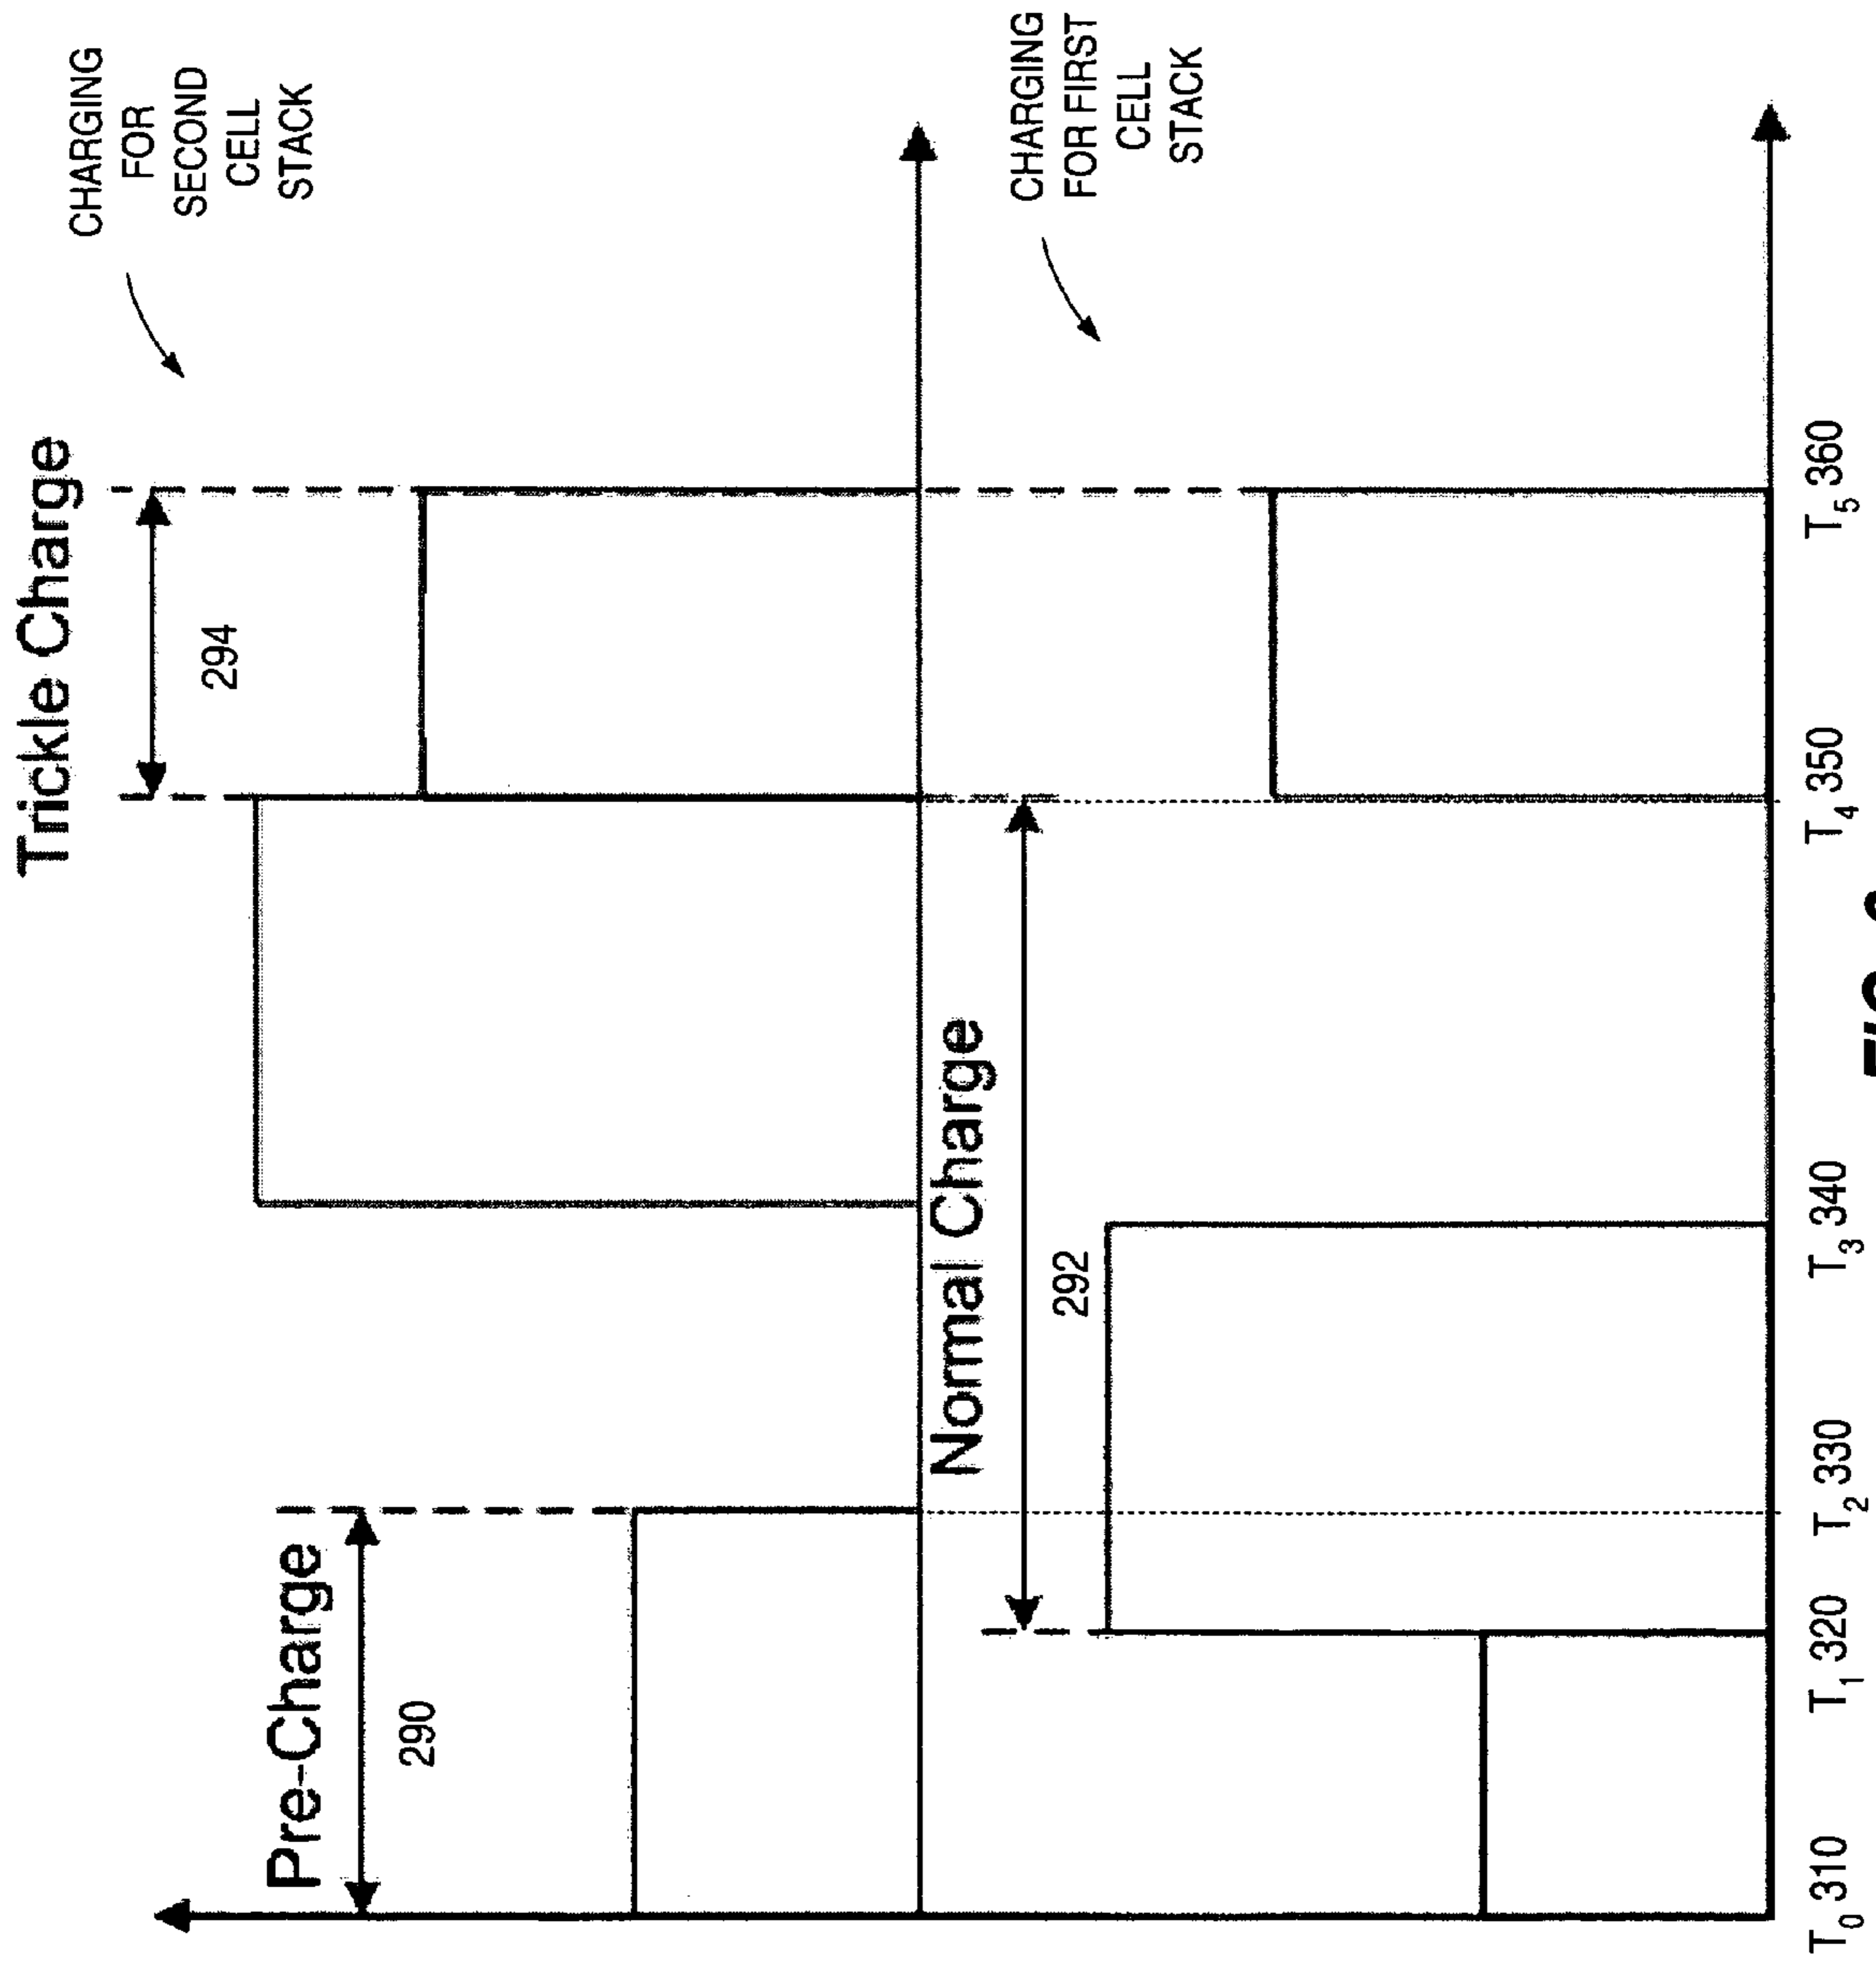 Trickle Charge
CHARGING
FOR
SECOND
CELL
STACK
294
Pre-Charge
290
Normal Charge
292
CHARGING
FOR FIRST
CELL
STACK
T0 310
T1 320
T2 330
T3 340
T4 350
T5 360
FIG.